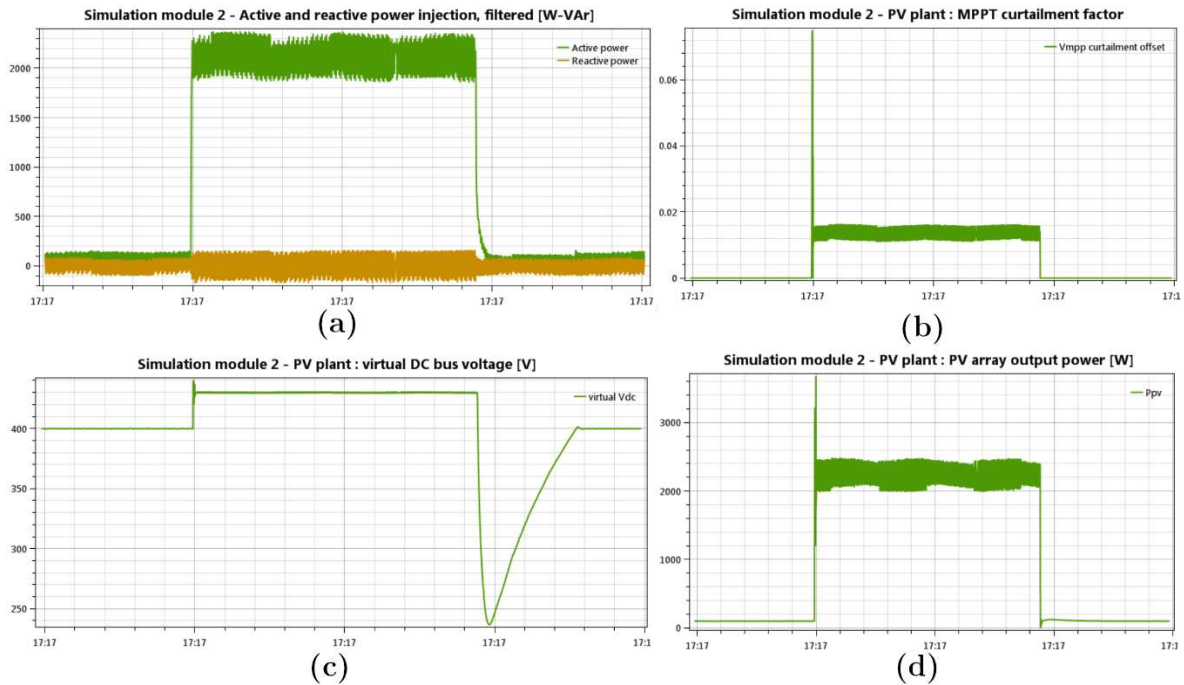 Simulation module 2 - Active and reactive power injection, filtered [W-VAr]
Active power
Reactive power
2000
1500
1000
500
0
17:17 17:17 17:17 17:17 17:17
(a)
Simulation module 2 - PV plant : MPPT curtailment factor
Vmpp curtailment offset
0.06
0.04
0.02
0
17:17 17:17 17:17 17:17 17:1
(b)
Simulation module 2 - PV plant : virtual DC bus voltage [V]
virtual Vdc
400
350
300
250
17:17 17:17 17:17 17:17 17:1
(c)
Simulation module 2 - PV plant : PV array output power [W]
Ppv
3000
2000
1000
0
17:17 17:17 17:17 17:17 17:1
(d)